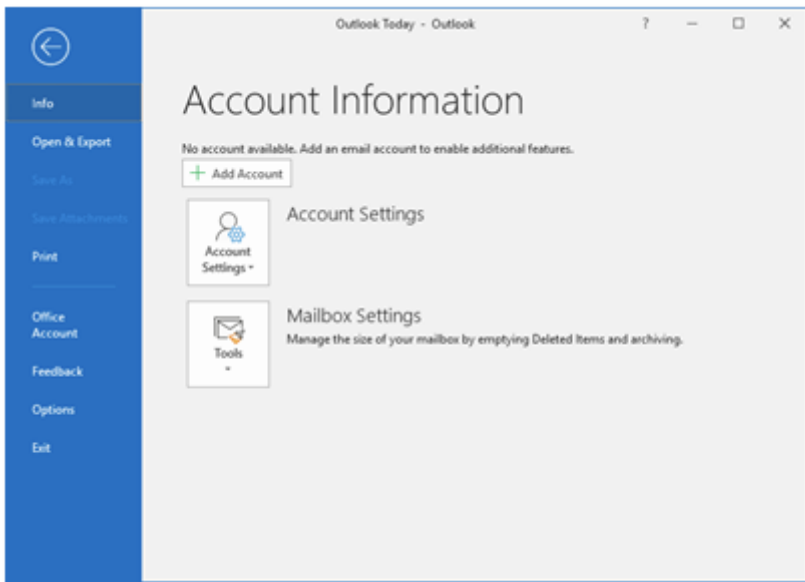 Outlook Today - Outlook
?
Info
Open & Export
Save As
Save Attachments
Print
Office
Account
Feedback
Options
Exit
Account Information
No account available. Add an email account to enable additional features.
Add Account
Account
Settings
Account Settings
Tools
Mailbox Settings
Manage the size of your mailbox by emptying Deleted Items and archiving.